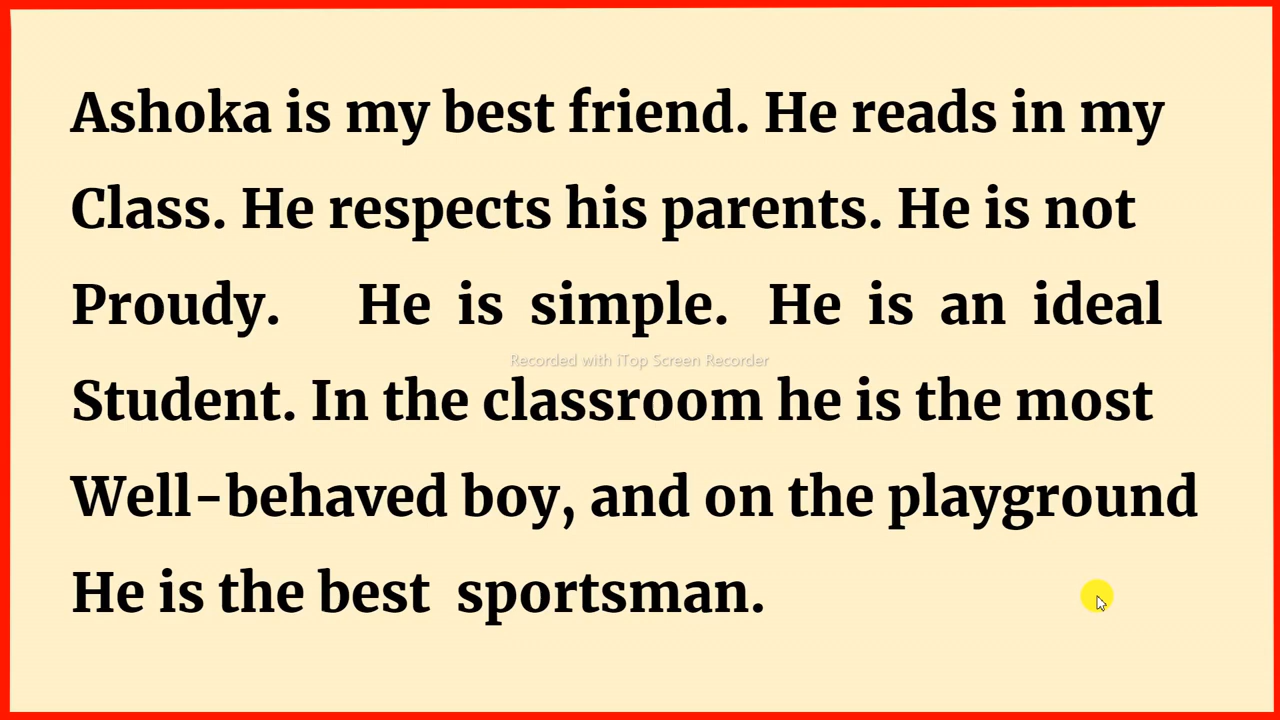 Ashoka is my best friend. He reads in my
Class. He respects his parents. He is not
Proudy. He is simple. He is an ideal
Recorded with iTop Screen Recorder
Student. In the classroom he is the most
Well-behaved boy, and on the playground
He is the best sportsman.